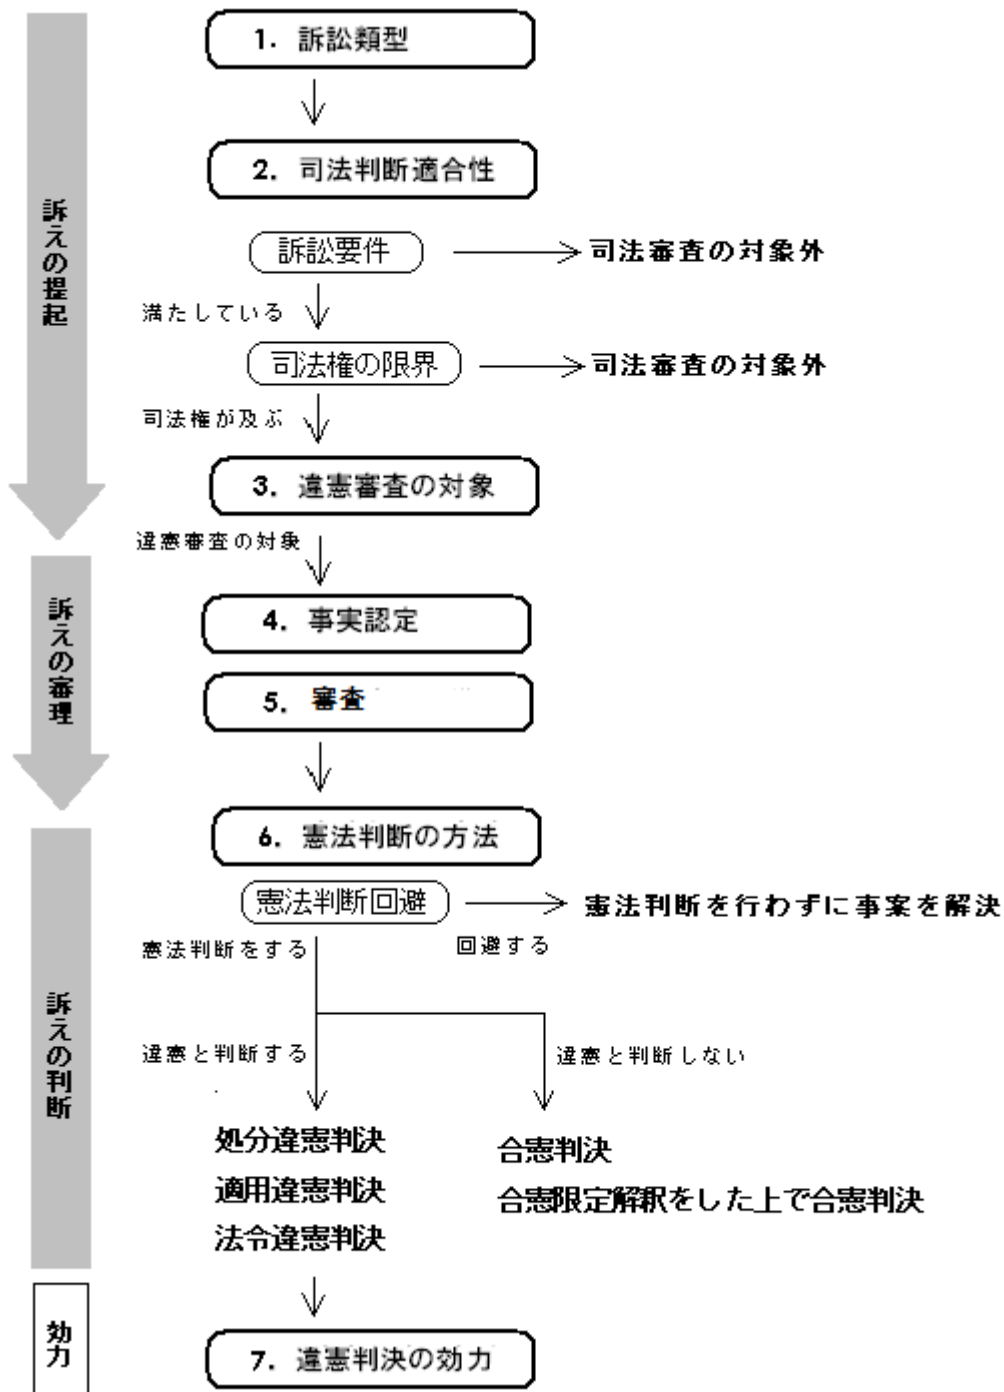 訴えの提起
1. 訴訟類型
2. 司法判断適合性
訴訟要件
司法審査の対象外
満たしている
司法権の限界
司法審査の対象外
司法権が及ぶ
3. 違憲審査の対象
違憲審査の対象
訴えの審理
4. 事実認定
5. 審査
訴えの判断
6. 憲法判断の方法
憲法判断回避
憲法判断を行わずに事案を解決
憲法判断をする
回避する
違憲と判断する
違憲と判断しない
処分違憲判決
適用違憲判決
法令違憲判決
合憲判決
合憲限定解釈をした上で合憲判決
効力
7. 違憲判決の効力